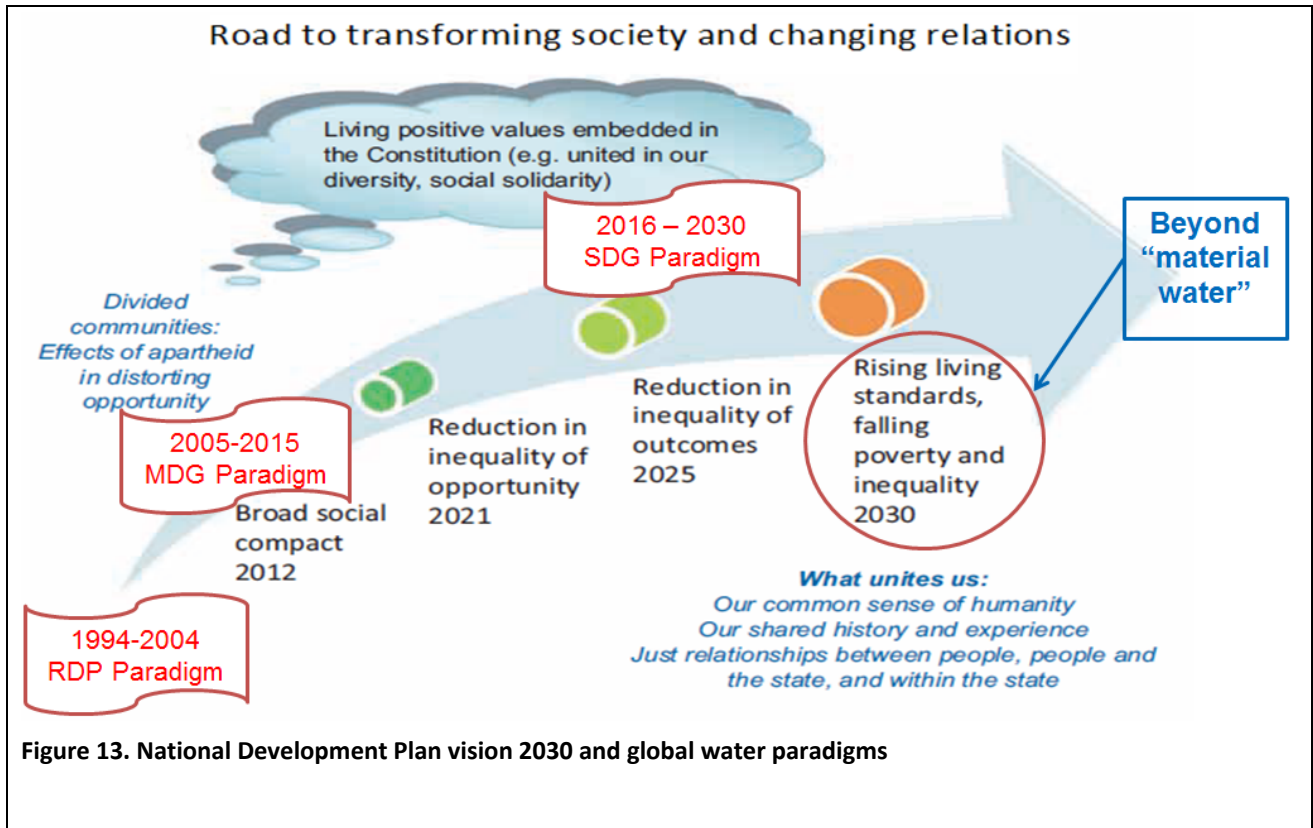 Road to transforming society and changing relations
Living positive values embedded in
the Constitution (e.g. united in our
diversity, social solidarity)
2016 – 2030
SDG Paradigm
Beyond
“material
water”
Divided
communities:
Effects of apartheid
in distorting
opportunity
2005-2015
MDG Paradigm
Broad social
compact
2012
Reduction in
inequality of
opportunity
2021
Reduction in
inequality of
outcomes
2025
Rising living
standards,
falling
poverty and
inequality
2030
1994-2004
RDP Paradigm
What unites us:
Our common sense of humanity
Our shared history and experience
Just relationships between people, people and
the state, and within the state
Figure 13. National Development Plan vision 2030 and global water paradigms